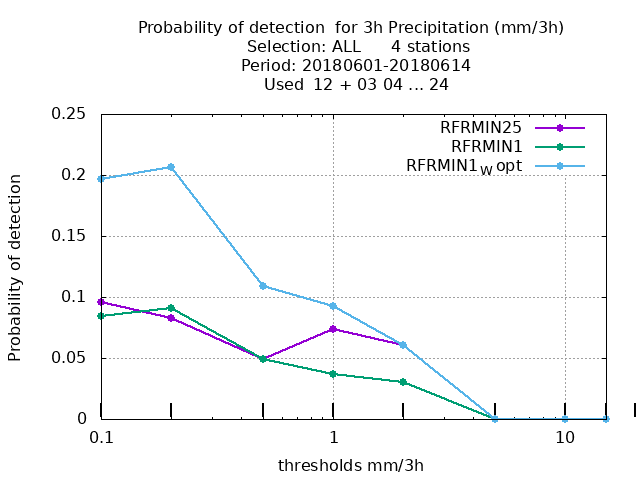 Probability of detection  for 3h Precipitation (mm/3h)
Selection: ALL      4 stations
Period: 20180601-20180614
Used  12 + 03 04 ... 24
RFRMIN25
RFRMIN1
RFRMIN1W opt
0.25
0.2
0.15
0.1
0.05
0
Probability of detection
0.1 1 10
thresholds mm/3h